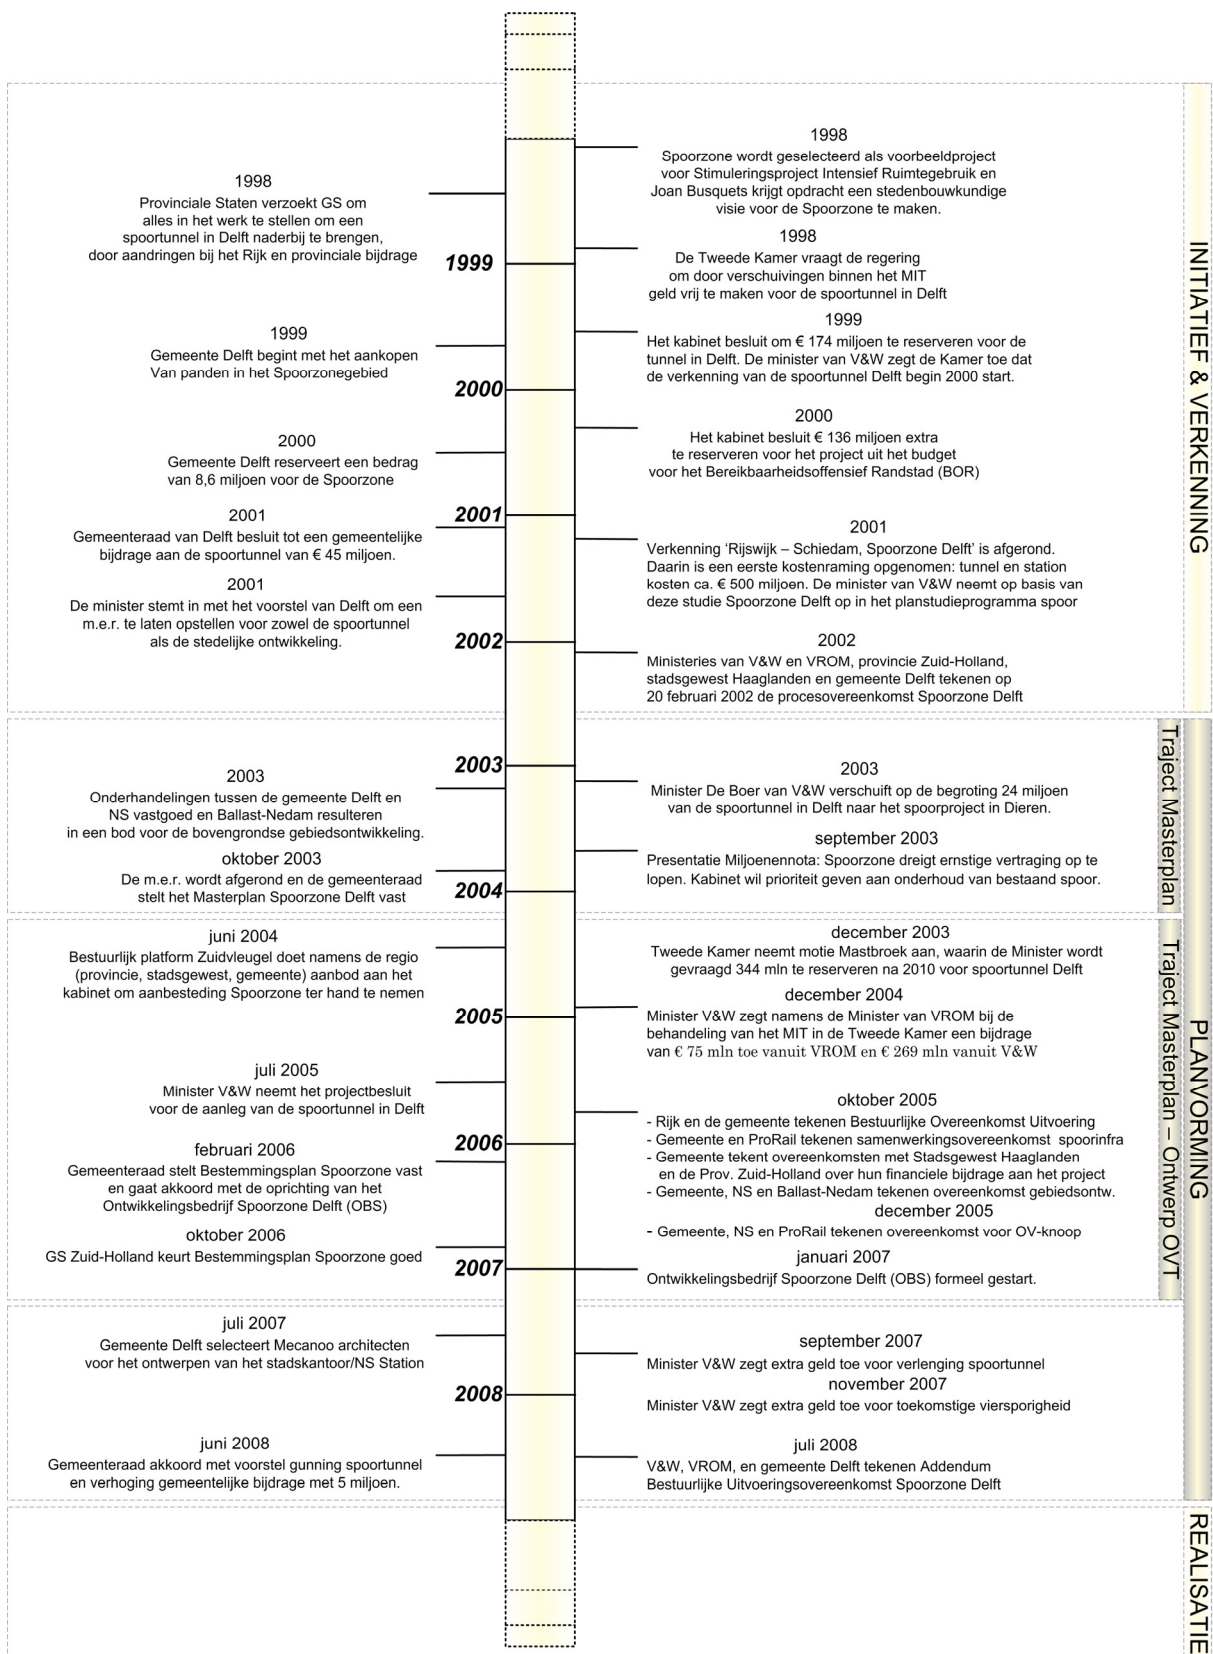 1998
Spoorzone wordt geselecteerd als voorbeeldproject
voor Stimuleringsproject Intensief Ruimtegebruik en
Joan Busquets krijgt opdracht een stedenbouwkundige
visie voor de Spoorzone te maken.
1998
Provinciale Staten verzoekt GS om
alles in het werk te stellen om een
spoortunnel in Delft naderbij te brengen,
door aandringen bij het Rijk en provinciale bijdrage
1998
De Tweede Kamer vraagt de regering
om door verschuivingen binnen het MIT
geld vrij te maken voor de spoortunnel in Delft
1999
1999
Gemeente Delft begint met het aankopen
Van panden in het Spoorzonegebied
1999
Het kabinet besluit om € 174 miljoen te reserveren voor de
tunnel in Delft. De minister van V&W zegt de Kamer toe dat
de verkenning van de spoortunnel Delft begin 2000 start.
2000
2000
Gemeente Delft reserveert een bedrag
van 8,6 miljoen voor de Spoorzone
2000
Het kabinet besluit € 136 miljoen extra
te reserveren voor het project uit het budget
voor het Bereikbaarheidsoffensief Randstad (BOR)
2001
2001
Gemeenteraad van Delft besluit tot een gemeentelijke
bijdrage aan de spoortunnel van € 45 miljoen.
2001
Verkenning ‘Rijswijk – Schiedam, Spoorzone Delft’ is afgerond.
Daarin is een eerste kostenraming opgenomen: tunnel en station
kosten ca. € 500 miljoen. De minister van V&W neemt op basis van
deze studie Spoorzone Delft op in het planstudieprogramma spoor
2001
De minister stemt in met het voorstel van Delft om een
m.e.r. te laten opstellen voor zowel de spoortunnel
als de stedelijke ontwikkeling.
2002
2002
Ministeries van V&W en VROM, provincie Zuid-Holland,
stadsgewest Haaglanden en gemeente Delft tekenen op
20 februari 2002 de procesovereenkomst Spoorzone Delft
INITIATIEF & VERKENNING
2003
2003
Onderhandelingen tussen de gemeente Delft en
NS vastgoed en Ballast-Nedam resulteren
in een bod voor de bovengrondse gebiedsontwikkeling.
2003
Minister De Boer van V&W verschuift op de begroting 24 miljoen
van de spoortunnel in Delft naar het spoorproject in Dieren.
oktober 2003
De m.e.r. wordt afgerond en de gemeenteraad
stelt het Masterplan Spoorzone Delft vast
september 2003
Presentatie Miljoenennota: Spoorzone dreigt ernstige vertraging op te
lopen. Kabinet wil prioriteit geven aan onderhoud van bestaand spoor.
2004
Traject Masterplan
juni 2004
Bestuurlijk platform Zuidvleugel doet namens de regio
(provincie, stadsgewest, gemeente) aanbod aan het
kabinet om aanbesteding Spoorzone ter hand te nemen
december 2003
Tweede Kamer neemt motie Mastbroek aan, waarin de Minister wordt
gevraagd 344 mln te reserveren na 2010 voor spoortunnel Delft
december 2004
Minister V&W zegt namens de Minister van VROM bij de
behandeling van het MIT in de Tweede Kamer een bijdrage
van € 75 mln toe vanuit VROM en € 269 mln vanuit V&W
2005
juli 2005
Minister V&W neemt het projectbesluit
voor de aanleg van de spoortunnel in Delft
oktober 2005
- Rijk en de gemeente tekenen Bestuurlijke Overeenkomst Uitvoering
- Gemeente en ProRail tekenen samenwerkingsovereenkomst spoorinfra
- Gemeente tekent overeenkomsten met Stadsgewest Haaglanden
en de Prov. Zuid-Holland over hun financiele bijdrage aan het project
- Gemeente, NS en Ballast-Nedam tekenen overeenkomst gebiedsontw.
december 2005
- Gemeente, NS en ProRail tekenen overeenkomst voor OV-knoop
2006
februari 2006
Gemeenteraad stelt Bestemmingsplan Spoorzone vast
en gaat akkoord met de oprichting van het
Ontwikkelingsbedrijf Spoorzone Delft (OBS)
oktober 2006
GS Zuid-Holland keurt Bestemmingsplan Spoorzone goed
2007
januari 2007
Ontwikkelingsbedrijf Spoorzone Delft (OBS) formeel gestart.
Traject Masterplan – Ontwerp OVT
PLANVORMING
juli 2007
Gemeente Delft selecteert Mecanoo architecten
voor het ontwerpen van het stadskantoor/NS Station
september 2007
Minister V&W zegt extra geld toe voor verlenging spoortunnel
november 2007
Minister V&W zegt extra geld toe voor toekomstige viersporigheid
2008
juni 2008
Gemeenteraad akkoord met voorstel gunning spoortunnel
en verhoging gemeentelijke bijdrage met 5 miljoen.
juli 2008
V&W, VROM, en gemeente Delft tekenen Addendum
Bestuurlijke Uitvoeringsovereenkomst Spoorzone Delft
REALISATIE